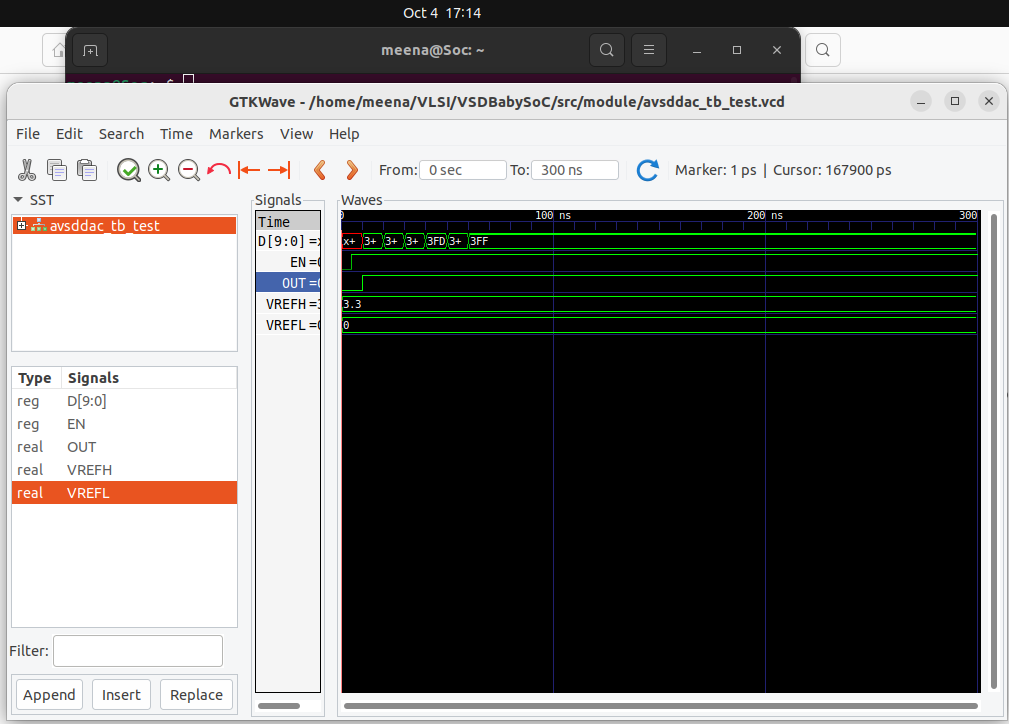 Oct 4 17:14
meena@Soc: ~
GTKWave - /home/meena/VLSI/VSDBabySoC/src/module/avsddac_tb_test.vcd
File Edit Search Time Markers View Help
From: 0 sec To: 300 ns Marker: 1 ps | Cursor: 167900 ps
SST
avsddac_tb_test
Type Signals
reg D[9:0]
reg EN
real OUT
real VREFH
real VREFL
Filter:
Append Insert Replace
Signals
Time
D[9:0] =x
EN =0
OUT =0
VREFH =3
VREFL =0
Waves
0 100 ns 200 ns 300
x+ 3+ 3+ 3+ 3FD 3+ 3FF
3.3
0